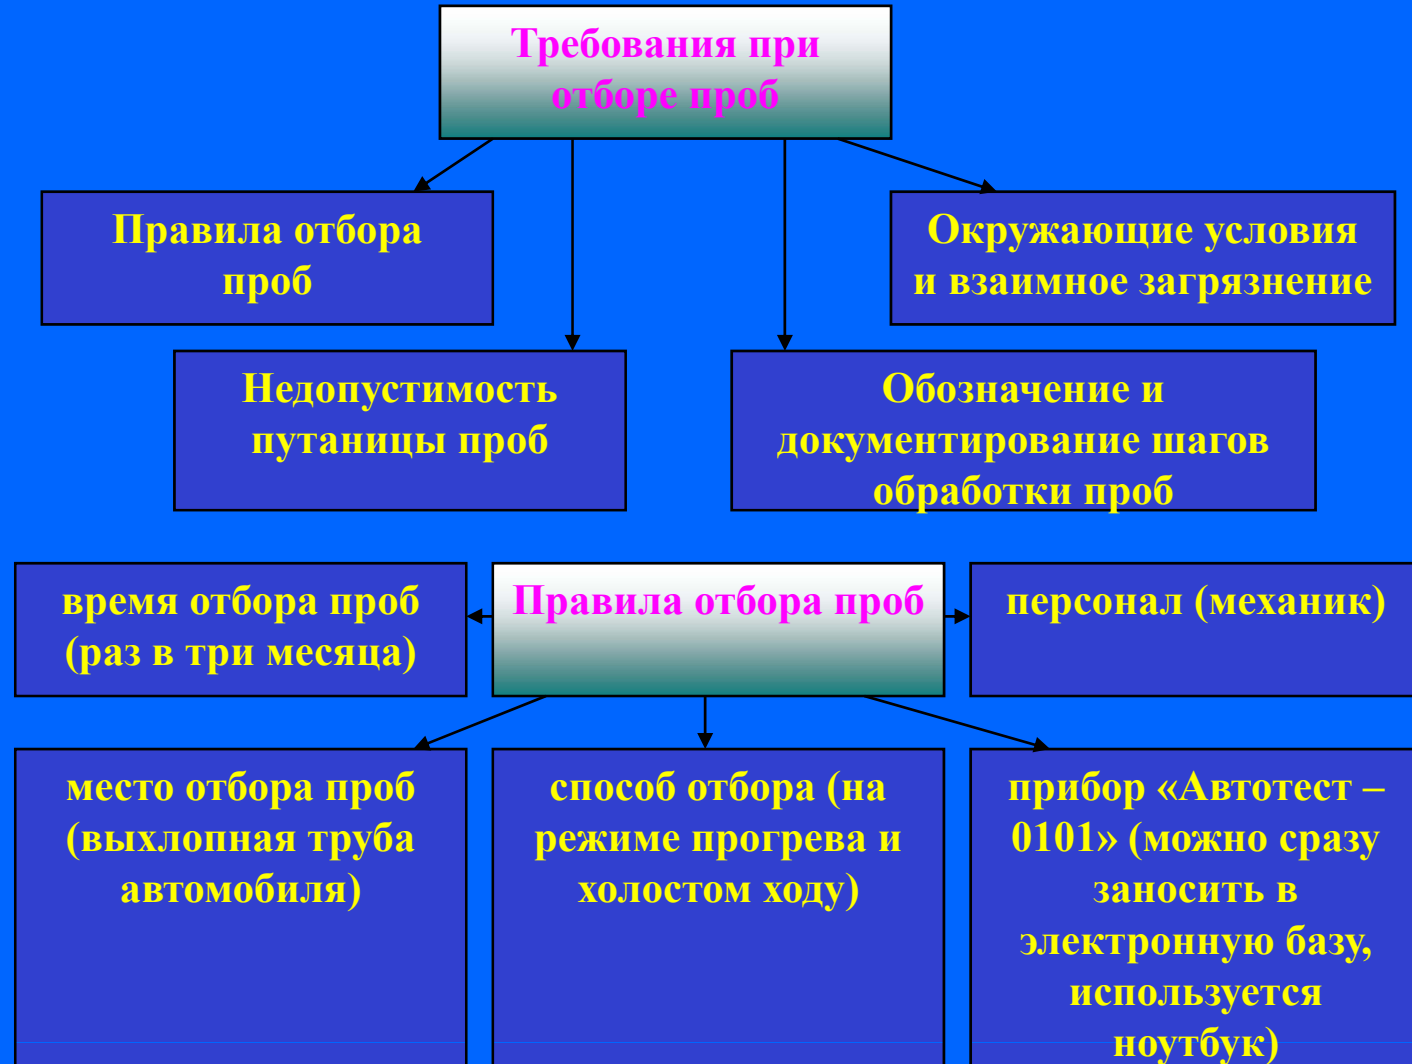 Требования при
отборе проб
Правила отбора
проб
Окружающие условия
и взаимное загрязнение
Недопустимость
путаницы проб
Обозначение и
документирование шагов
обработки проб
время отбора проб
(раз в три месяца)
Правила отбора проб
персонал (механик)
место отбора проб
(выхлопная труба
автомобиля)
способ отбора (на
режиме прогрева и
холостом ходу)
прибор «Автотест –
0101» (можно сразу
заносить в
электронную базу,
используется
ноутбук)